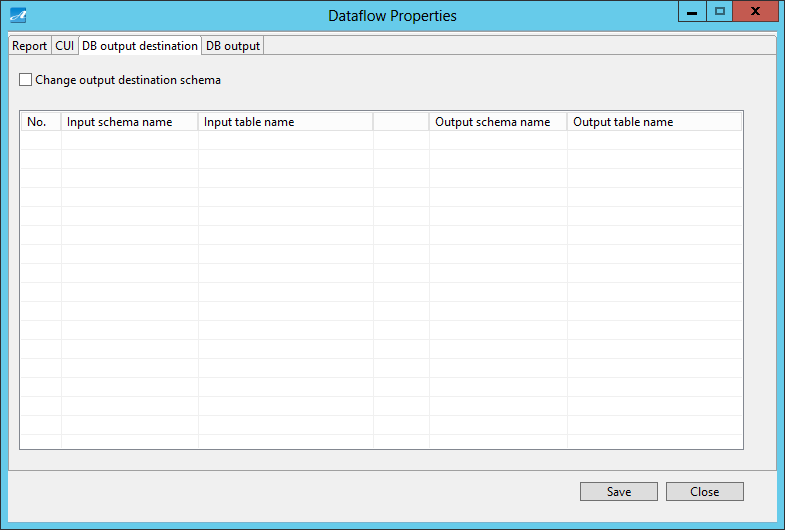 Dataflow Properties
Report CUI DB output destination DB output
Change output destination schema
No. Input schema name Input table name Output schema name Output table name
Save Close